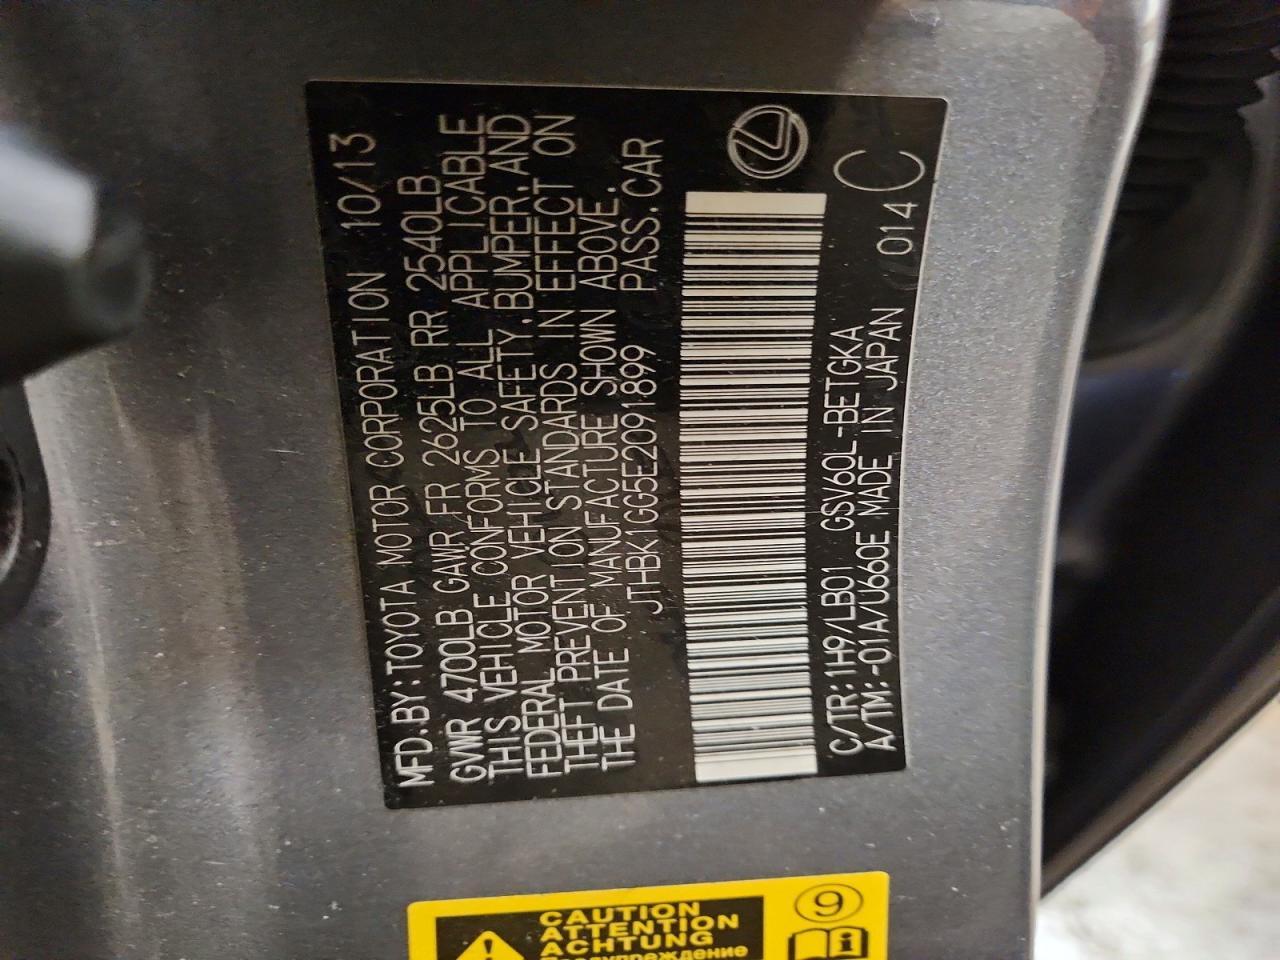 MFD.BY:TOYOTA MOTOR CORPORATION 10/13
GVWR 4700LB GAWR FR 2625LB RR 2540LB
THIS VEHICLE CONFORMS TO ALL APPLICABLE
FEDERAL MOTOR VEHICLE SAFETY,BUMPER,AND
THEFT PREVENTION STANDARDS IN EFFECT ON
THE DATE OF MANUFACTURE SHOWN ABOVE.
JTHBK1GG5E2091899 PASS.CAR
C/TR:1H9/LB01 GSV60L-BETGKA
A/TM:-01A/U660E MADE IN JAPAN 014 C
CAUTION
ATTENTION
ACHTUNG
Предупреждение
9
i